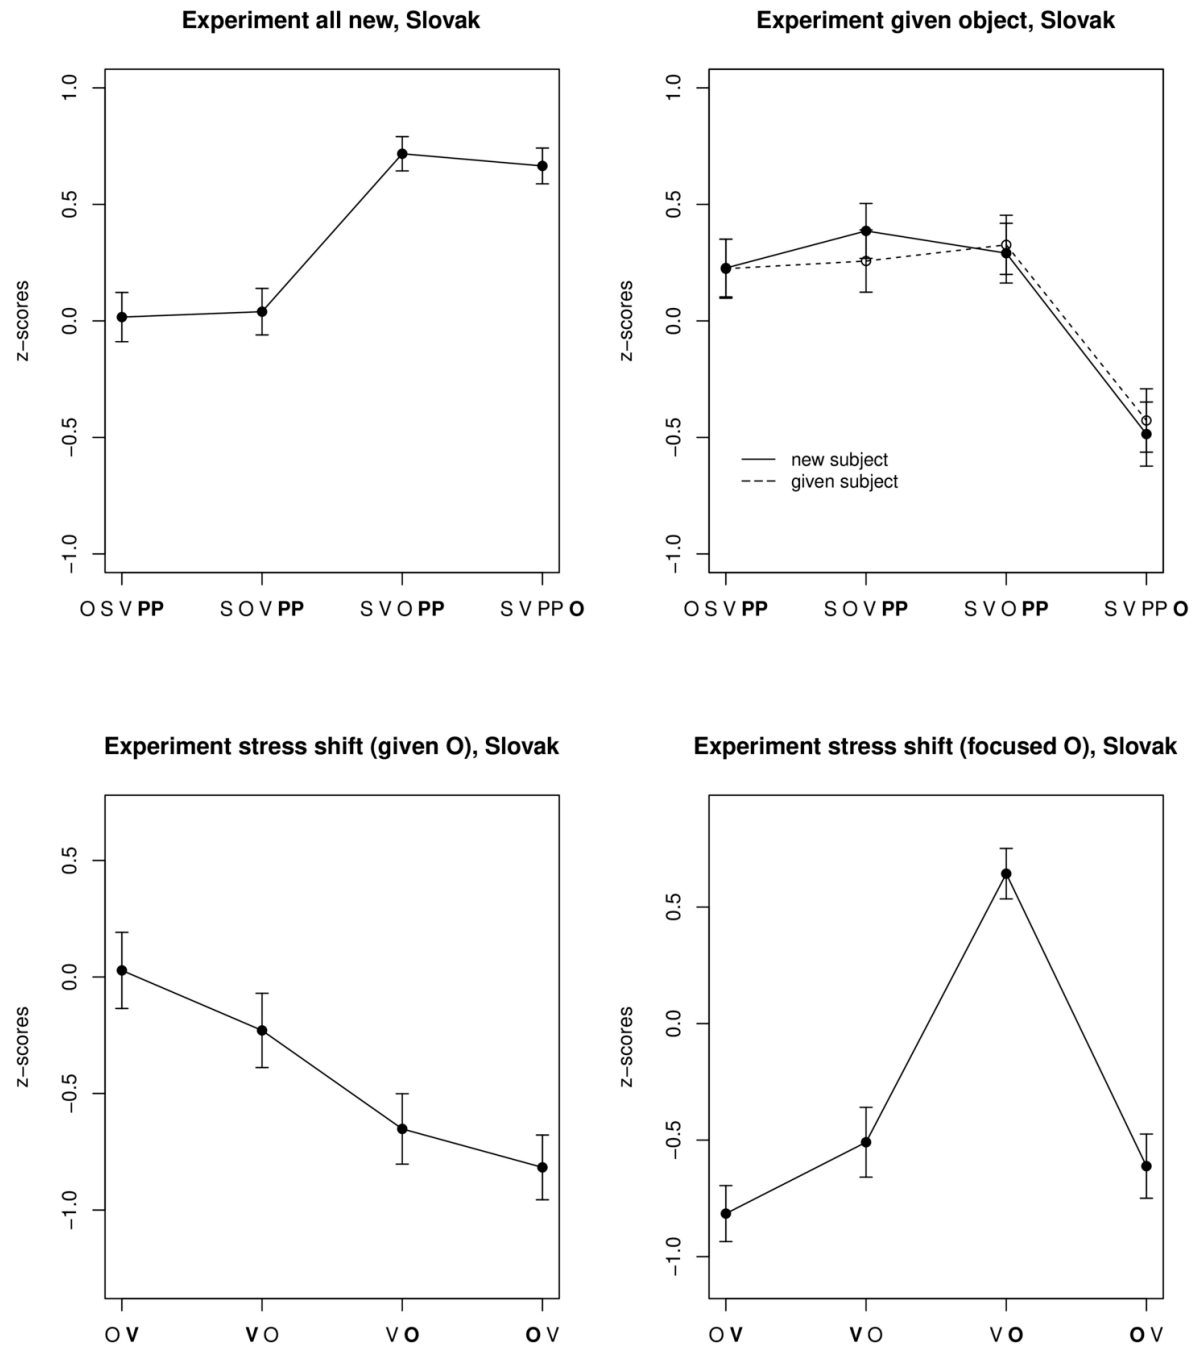 Experiment all new, Slovak
z−scores
1.0
0.5
0.0
−0.5
−1.0
O S V PP
S O V PP
S V O PP
S V PP O
Experiment given object, Slovak
z−scores
1.0
0.5
0.0
−0.5
−1.0
new subject
given subject
O S V PP
S O V PP
S V O PP
S V PP O
Experiment stress shift (given O), Slovak
z−scores
0.5
0.0
−0.5
−1.0
O V
V O
V O
O V
Experiment stress shift (focused O), Slovak
z−scores
0.5
0.0
−0.5
−1.0
O V
V O
V O
O V